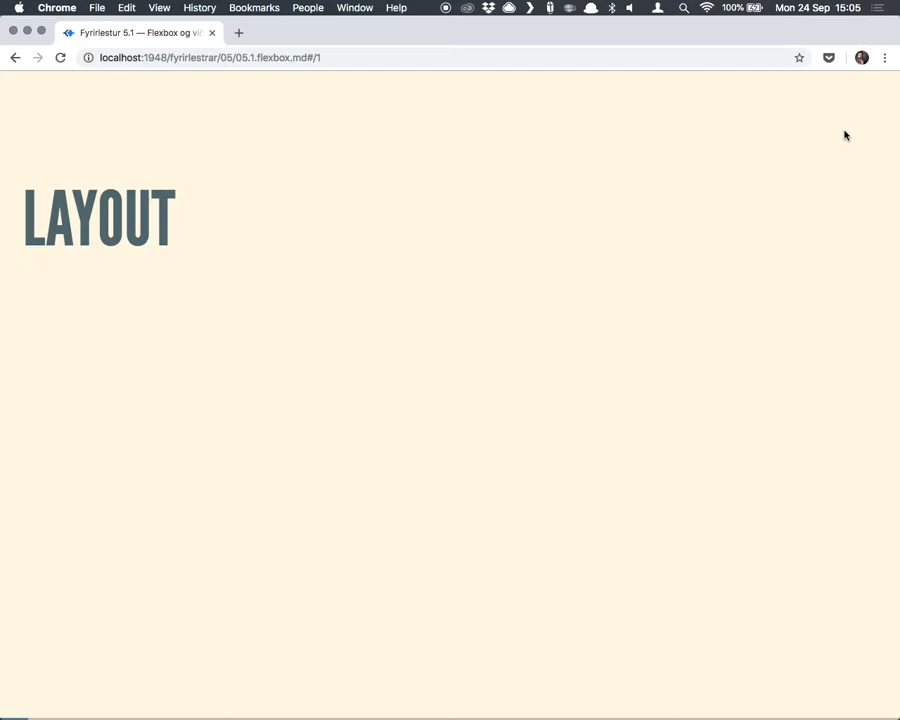 Chrome File Edit View History Bookmarks People Window Help 100% Mon 24 Sep 15:05
Fyrirlestur 5.1 — Flexbox og vi
localhost:1948/fyrirlestrar/05/05.1.flexbox.md#/1
LAYOUT